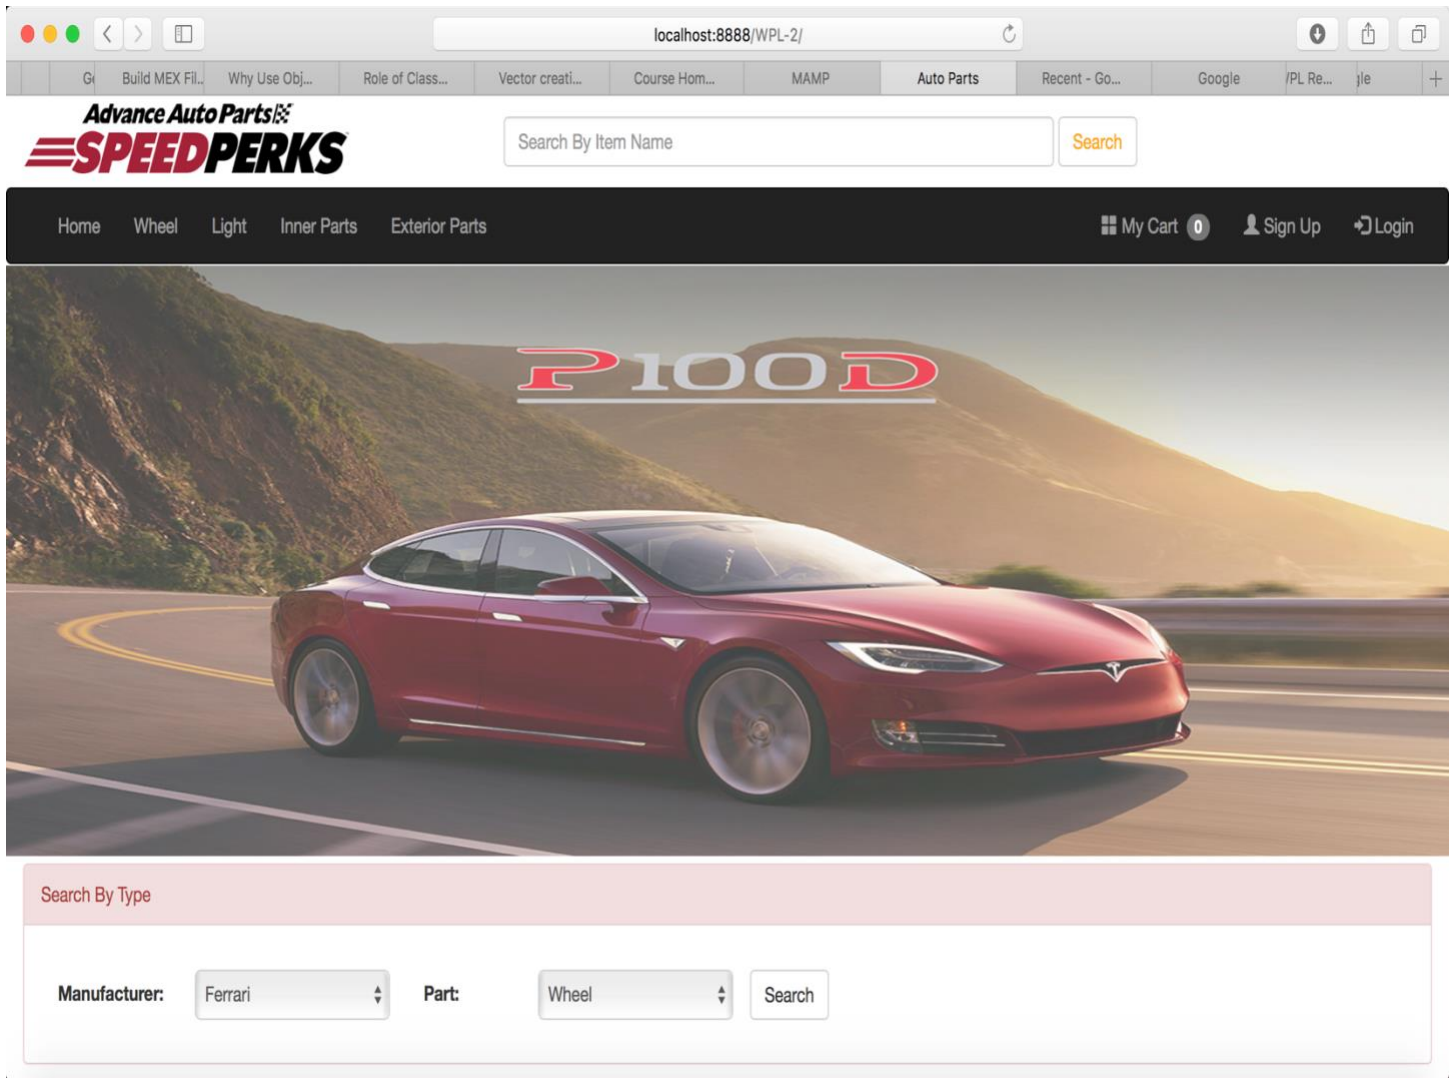 localhost:8888/WPL-2/
Build MEX Fil... Why Use Obj... Role of Class... Vector creati... Course Hom... MAMP Auto Parts Recent - Go... Google /PL Re...
Advance Auto Parts
SPEEDPERKS
Search By Item Name Search
Home Wheel Light Inner Parts Exterior Parts My Cart 0 Sign Up Login
P100D
Search By Type
Manufacturer: Ferrari Part: Wheel Search